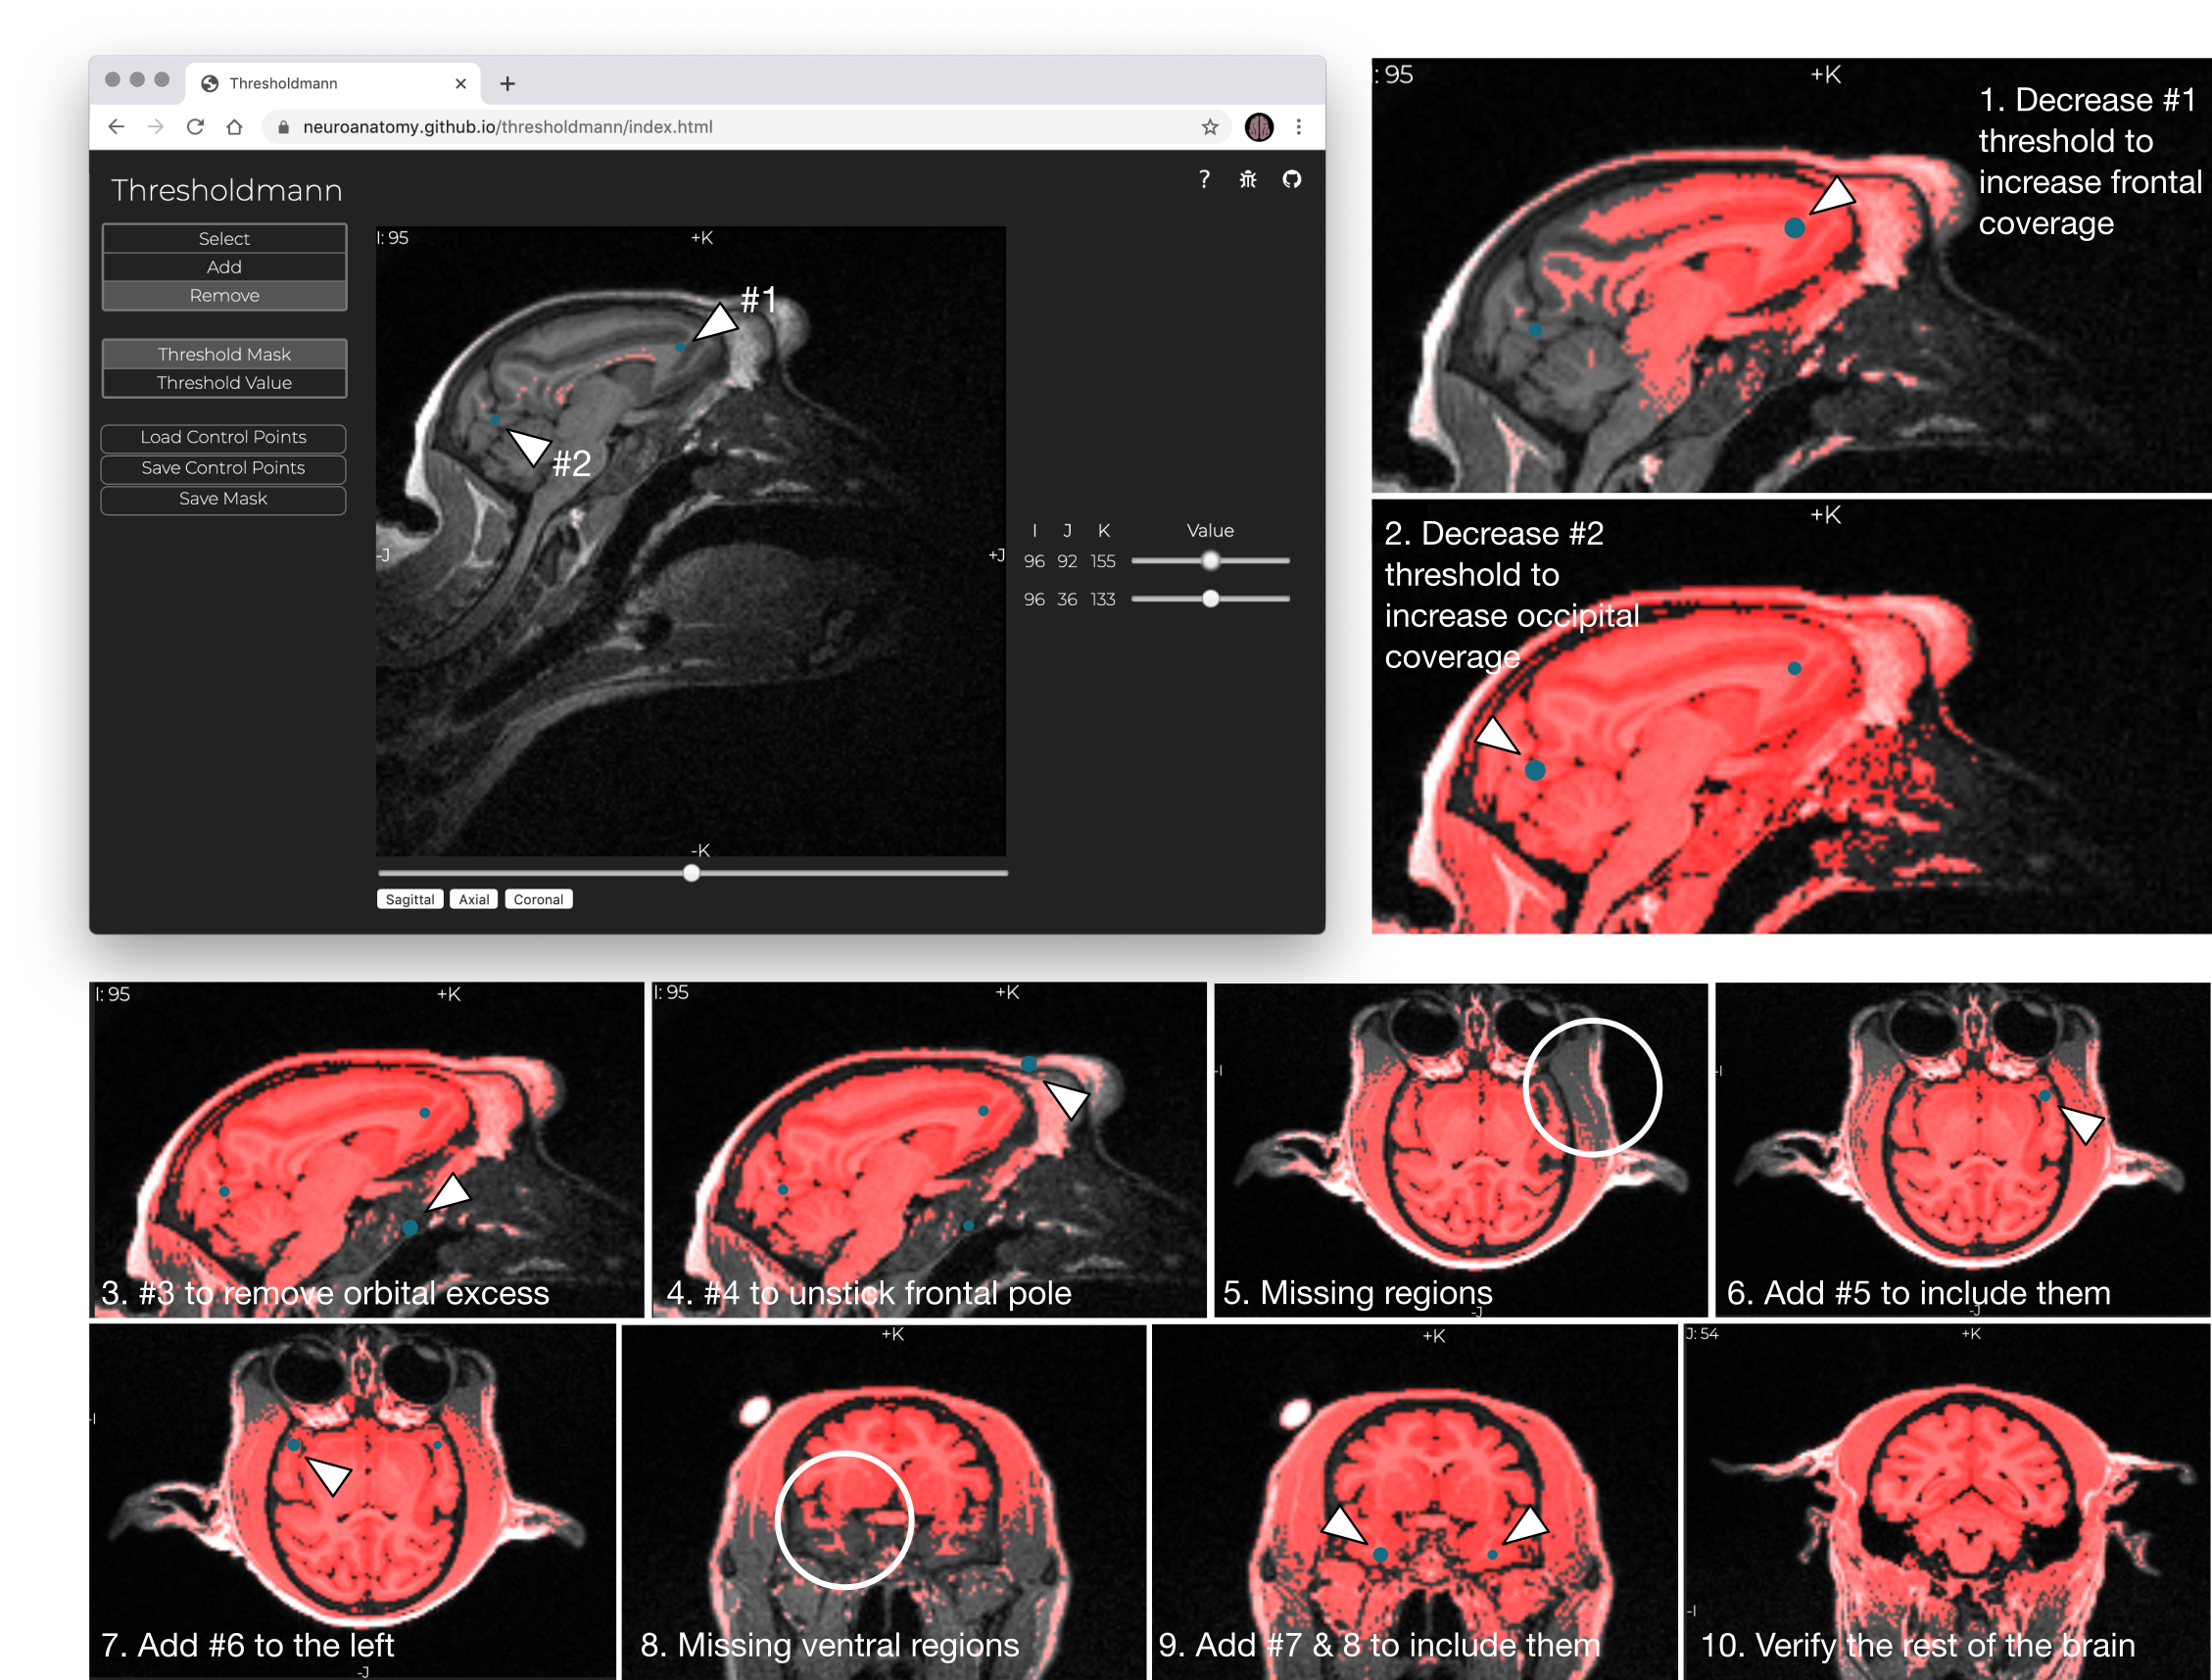 Thresholdmann
neuroanatomy.github.io/thresholdmann/index.html
Thresholdmann
?
Select
Add
Remove
Threshold Mask
Threshold Value
Load Control Points
Save Control Points
Save Mask
I: 95
+K
#1
#2
-J
+J
-K
Sagittal
Axial
Coronal
I J K Value
96 92 155
96 36 133
: 95
+K
1. Decrease #1
threshold to
increase frontal
coverage
+K
2. Decrease #2
threshold to
increase occipital
coverage
I: 95
+K
3. #3 to remove orbital excess
I: 95
+K
4. #4 to unstick frontal pole
-I
5. Missing regions
-J
-I
6. Add #5 to include them
-J
-I
7. Add #6 to the left
-J
+K
8. Missing ventral regions
+K
9. Add #7 & 8 to include them
J: 54
+K
-I
10. Verify the rest of the brain